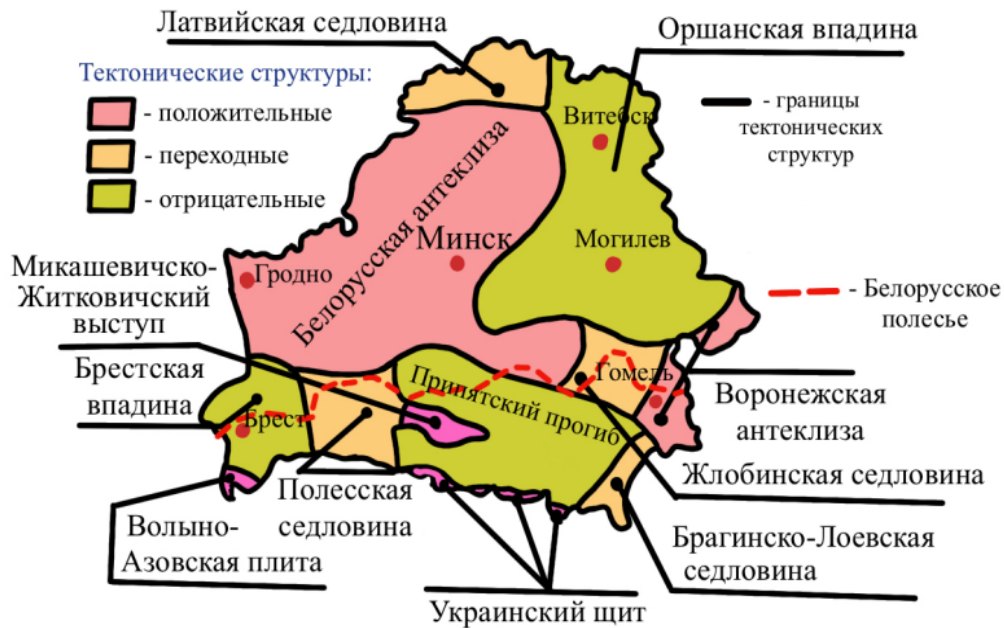 Латвийская седловина
Оршанская впадина
Тектонические структуры:
- положительные
- переходные
- отрицательные
- границы
тектонических
структур
Витебск
Белорусская антеклиза
Минск
Могилев
Гродно
Микашевичско-
Житковичский
выступ
- Белорусское
полесье
Брестская
впадина
Брест
Припятский прогиб
Гомель
Воронежская
антеклиза
Полесская
седловина
Жлобинская седловина
Волыно-
Азовская плита
Брагинско-Лоевская
седловина
Украинский щит